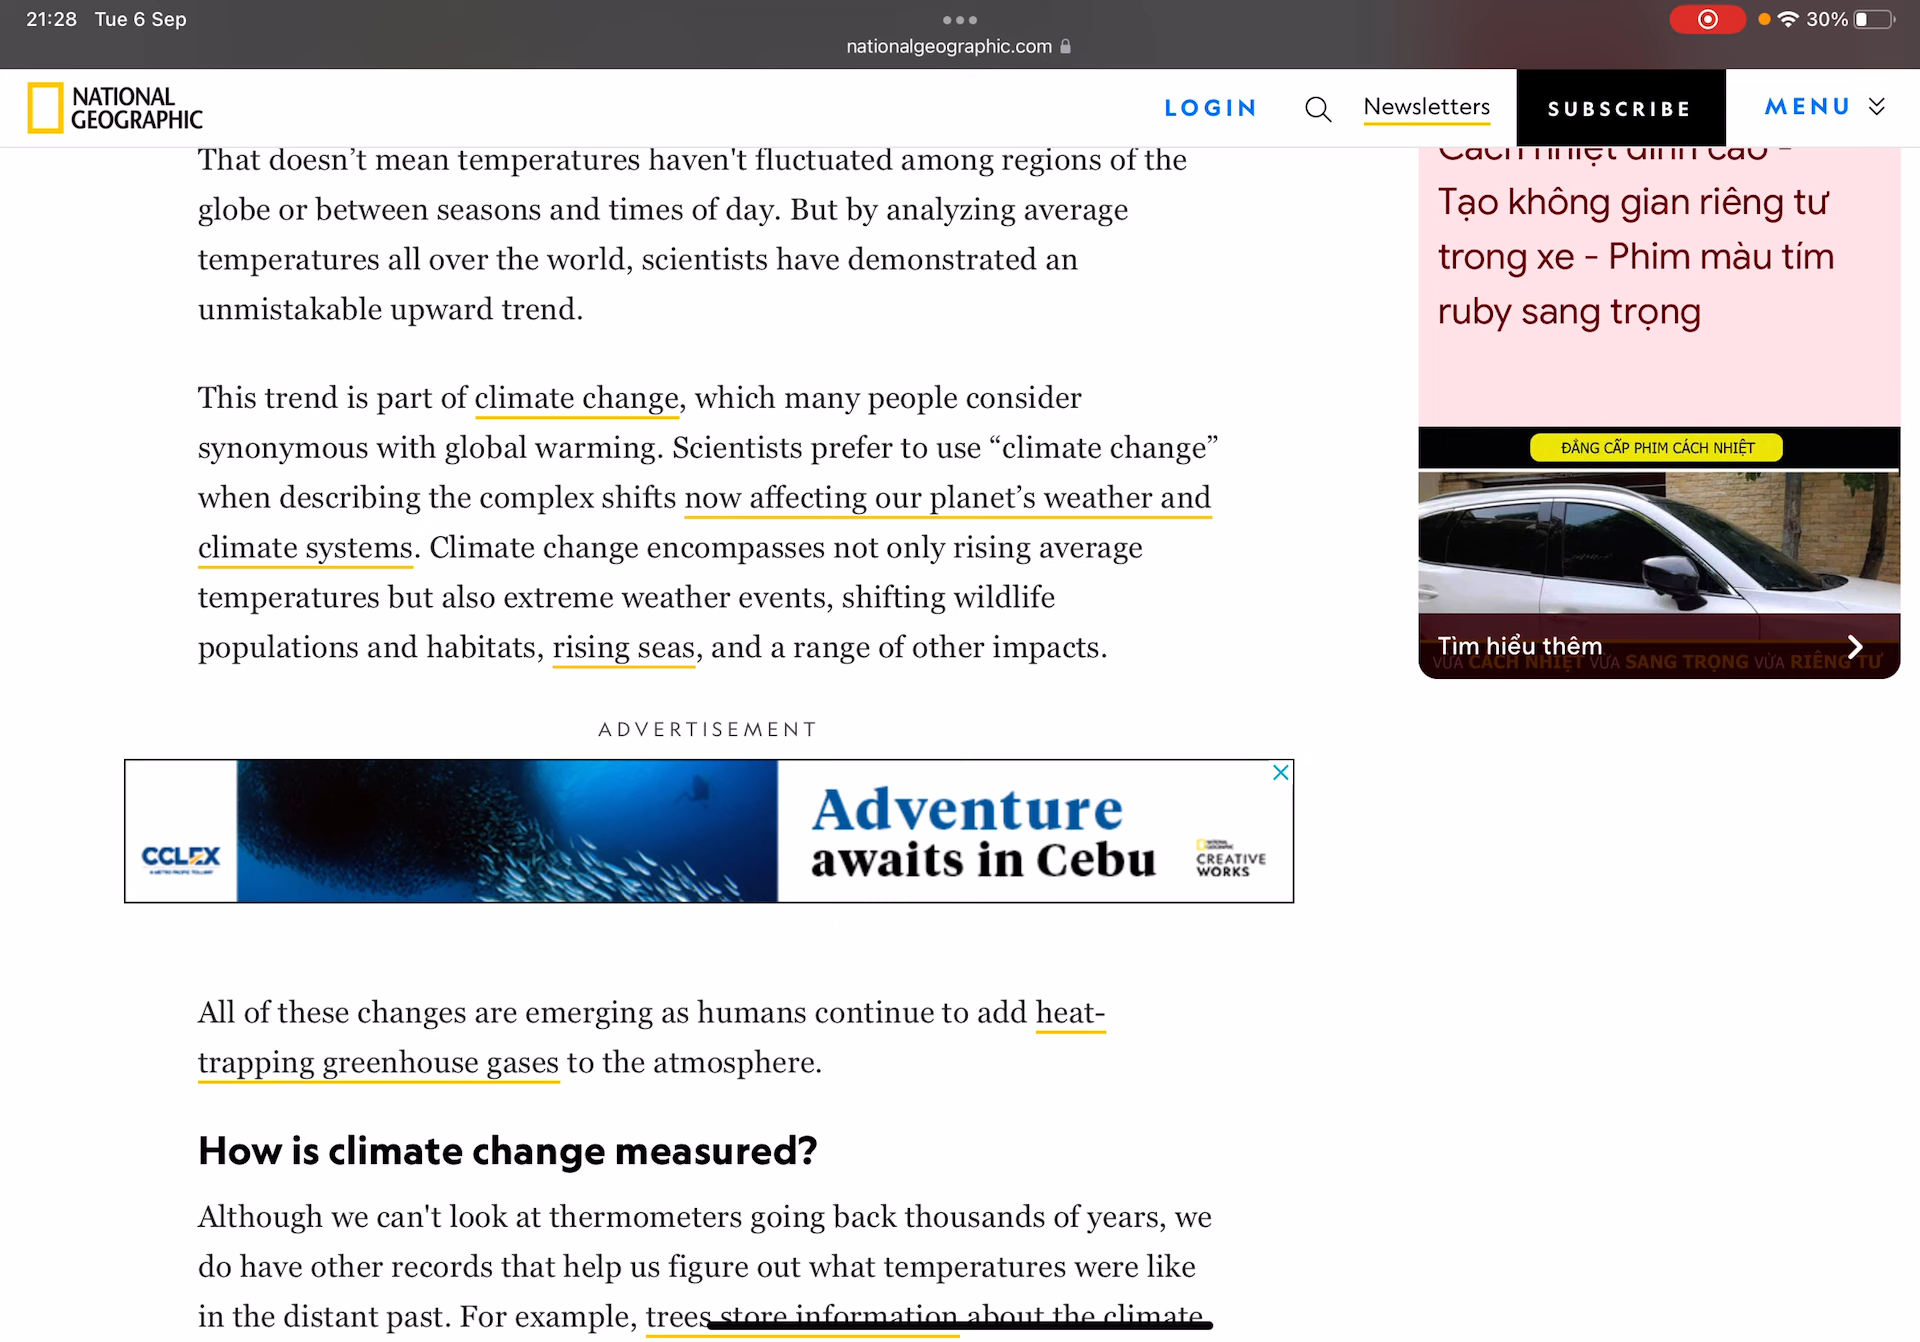 21:28 Tue 6 Sep
30%
nationalgeographic.com
NATIONAL
GEOGRAPHIC
LOGIN
Newsletters
SUBSCRIBE
MENU
That doesn’t mean temperatures haven't fluctuated among regions of the
globe or between seasons and times of day. But by analyzing average
temperatures all over the world, scientists have demonstrated an
unmistakable upward trend.
This trend is part of climate change, which many people consider
synonymous with global warming. Scientists prefer to use “climate change”
when describing the complex shifts now affecting our planet’s weather and
climate systems. Climate change encompasses not only rising average
temperatures but also extreme weather events, shifting wildlife
populations and habitats, rising seas, and a range of other impacts.
Cách nhiệt đỉnh cao -
Tạo không gian riêng tư
trong xe - Phim màu tím
ruby sang trọng
ĐẲNG CẤP PHIM CÁCH NHIỆT
Tìm hiểu thêm
VỪA CÁCH NHIỆT VỪA SANG TRỌNG VỪA RIÊNG TƯ
ADVERTISEMENT
CCLEX
Adventure
awaits in Cebu
NATIONAL
GEOGRAPHIC
CREATIVE
WORKS
All of these changes are emerging as humans continue to add heat-
trapping greenhouse gases to the atmosphere.
How is climate change measured?
Although we can't look at thermometers going back thousands of years, we
do have other records that help us figure out what temperatures were like
in the distant past. For example, trees store information about the climate